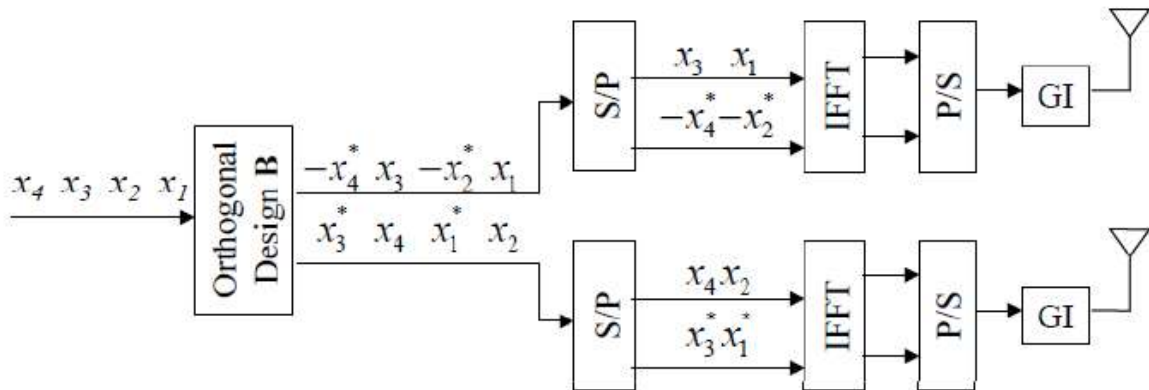 x₄ x₃ x₂ x₁
Orthogonal
Design B
-x₄* x₃ -x₂* x₁
x₃* x₄ x₁* x₂
S/P
x₃ x₁
-x₄* -x₂*
IFFT
P/S
GI
S/P
x₄ x₂
x₃* x₁*
IFFT
P/S
GI